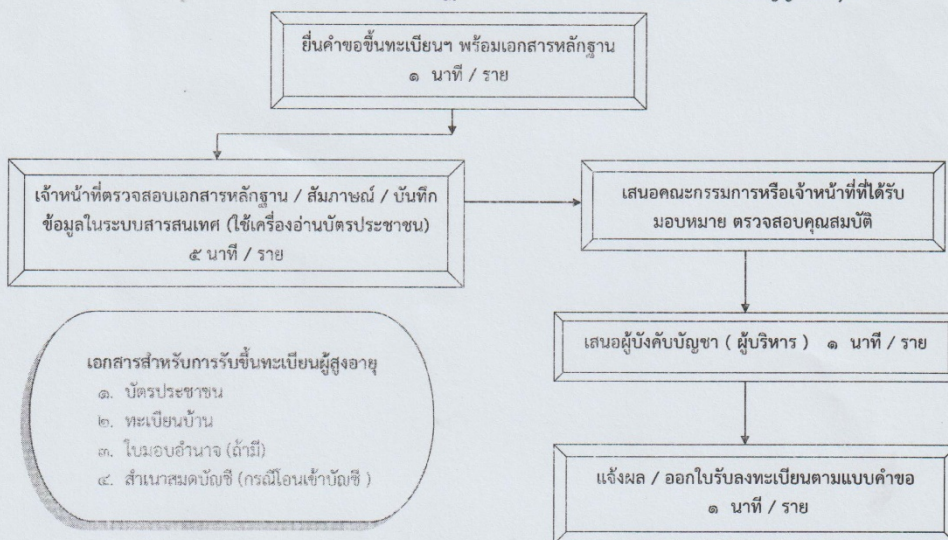 ยื่นคำขอขึ้นทะเบียนฯ พร้อมเอกสารหลักฐาน
๑ นาที / ราย
เจ้าหน้าที่ตรวจสอบเอกสารหลักฐาน / สัมภาษณ์ / บันทึก
ข้อมูลในระบบสารสนเทศ (ใช้เครื่องอ่านบัตรประชาชน)
๕ นาที / ราย
เสนอคณะกรรมการหรือเจ้าหน้าที่ที่ได้รับ
มอบหมาย ตรวจสอบคุณสมบัติ
เสนอผู้บังคับบัญชา ( ผู้บริหาร ) ๑ นาที / ราย
แจ้งผล / ออกใบรับลงทะเบียนตามแบบคำขอ
๑ นาที / ราย
เอกสารสำหรับการรับขึ้นทะเบียนผู้สูงอายุ
๑. บัตรประชาชน
๒. ทะเบียนบ้าน
๓. ใบมอบอำนาจ (ถ้ามี)
๔. สำเนาสมุดบัญชี (กรณีโอนเข้าบัญชี )